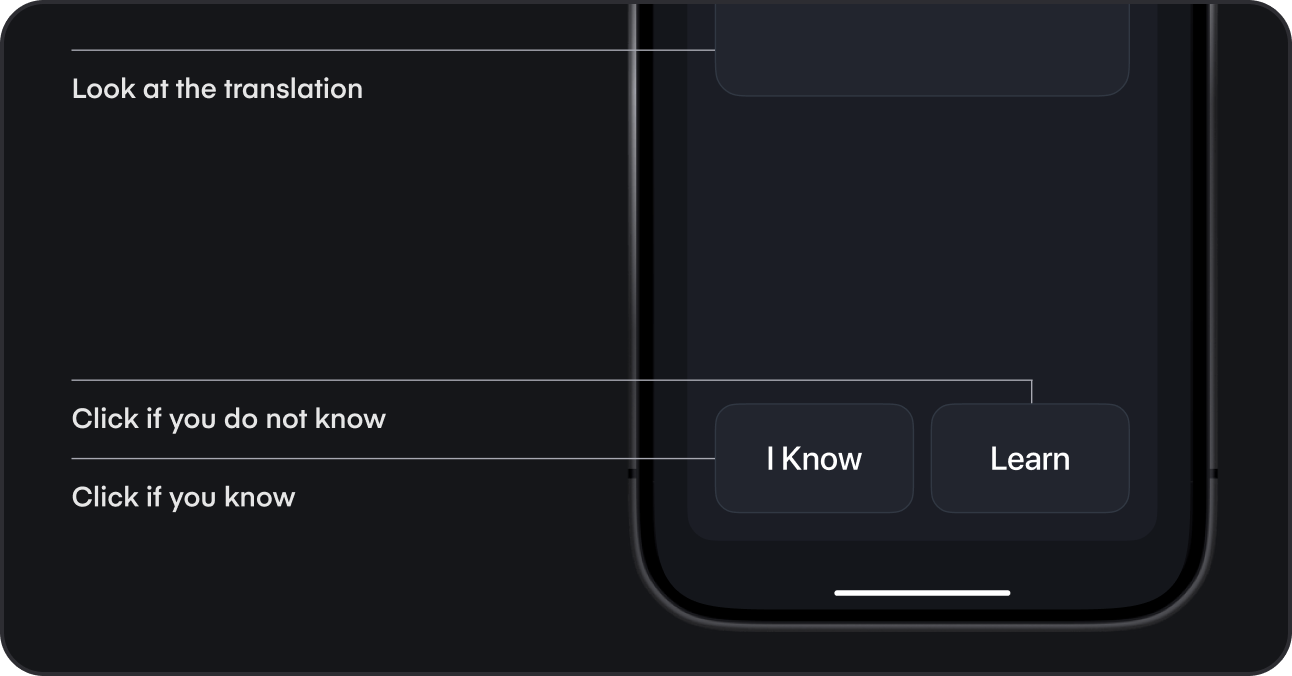 Look at the translation
Click if you do not know
I Know
Learn
Click if you know